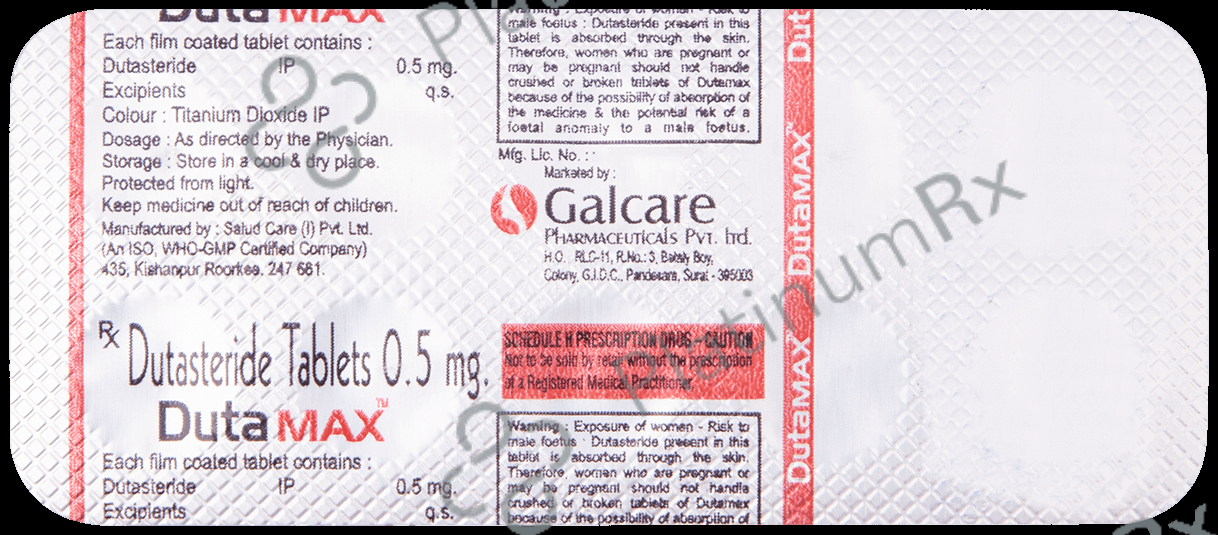 DutaMAX
Each film coated tablet contains :
Dutasteride IP 0.5 mg.
Excipients q.s.
Colour : Titanium Dioxide IP
Dosage : As directed by the Physician.
Storage : Store in a cool & dry place.
Protected from light.
Keep medicine out of reach of children.
Manufactured by : Salud Care (I) Pvt. Ltd.
(An ISO, WHO-GMP Certified Company)
435, Kishanpur Roorkee. 247 661.
Rx Dutasteride Tablets 0.5 mg.
DutaMAX™
Each film coated tablet contains :
Dutasteride IP 0.5 mg.
Excipients q.s.
Warning : Exposure of women - Risk to
male foetus : Dutasteride present in this
tablet is absorbed through the skin.
Therefore, women who are pregnant or
may be pregnant should not handle
crushed or broken tablets of Dutamax
because of the possibility of absorption of
the medicine & the potential risk of a
foetal anomaly to a male foetus.
Mfg. Lic. No. :
Marketed by :
Galcare
PHARMACEUTICALS PVT. LTD.
H.O. RLC-11, R.No.: 3,
Colony, G.I.D.C., Pandesara, Surat - 395003
SCHEDULE H PRESCRIPTION DRUG – CAUTION
Not to be sold by retail without the prescription
of a Registered Medical Practitioner.
Warning : Exposure of women - Risk to
male foetus : Dutasteride present in this
tablet is absorbed through the skin.
Therefore, women who are pregnant or
may be pregnant should not handle
crushed or broken tablets of Dutamax
because of the possibility of absorption of
Dut
DutaMAX™
DutaMAX™
PlatinumRx